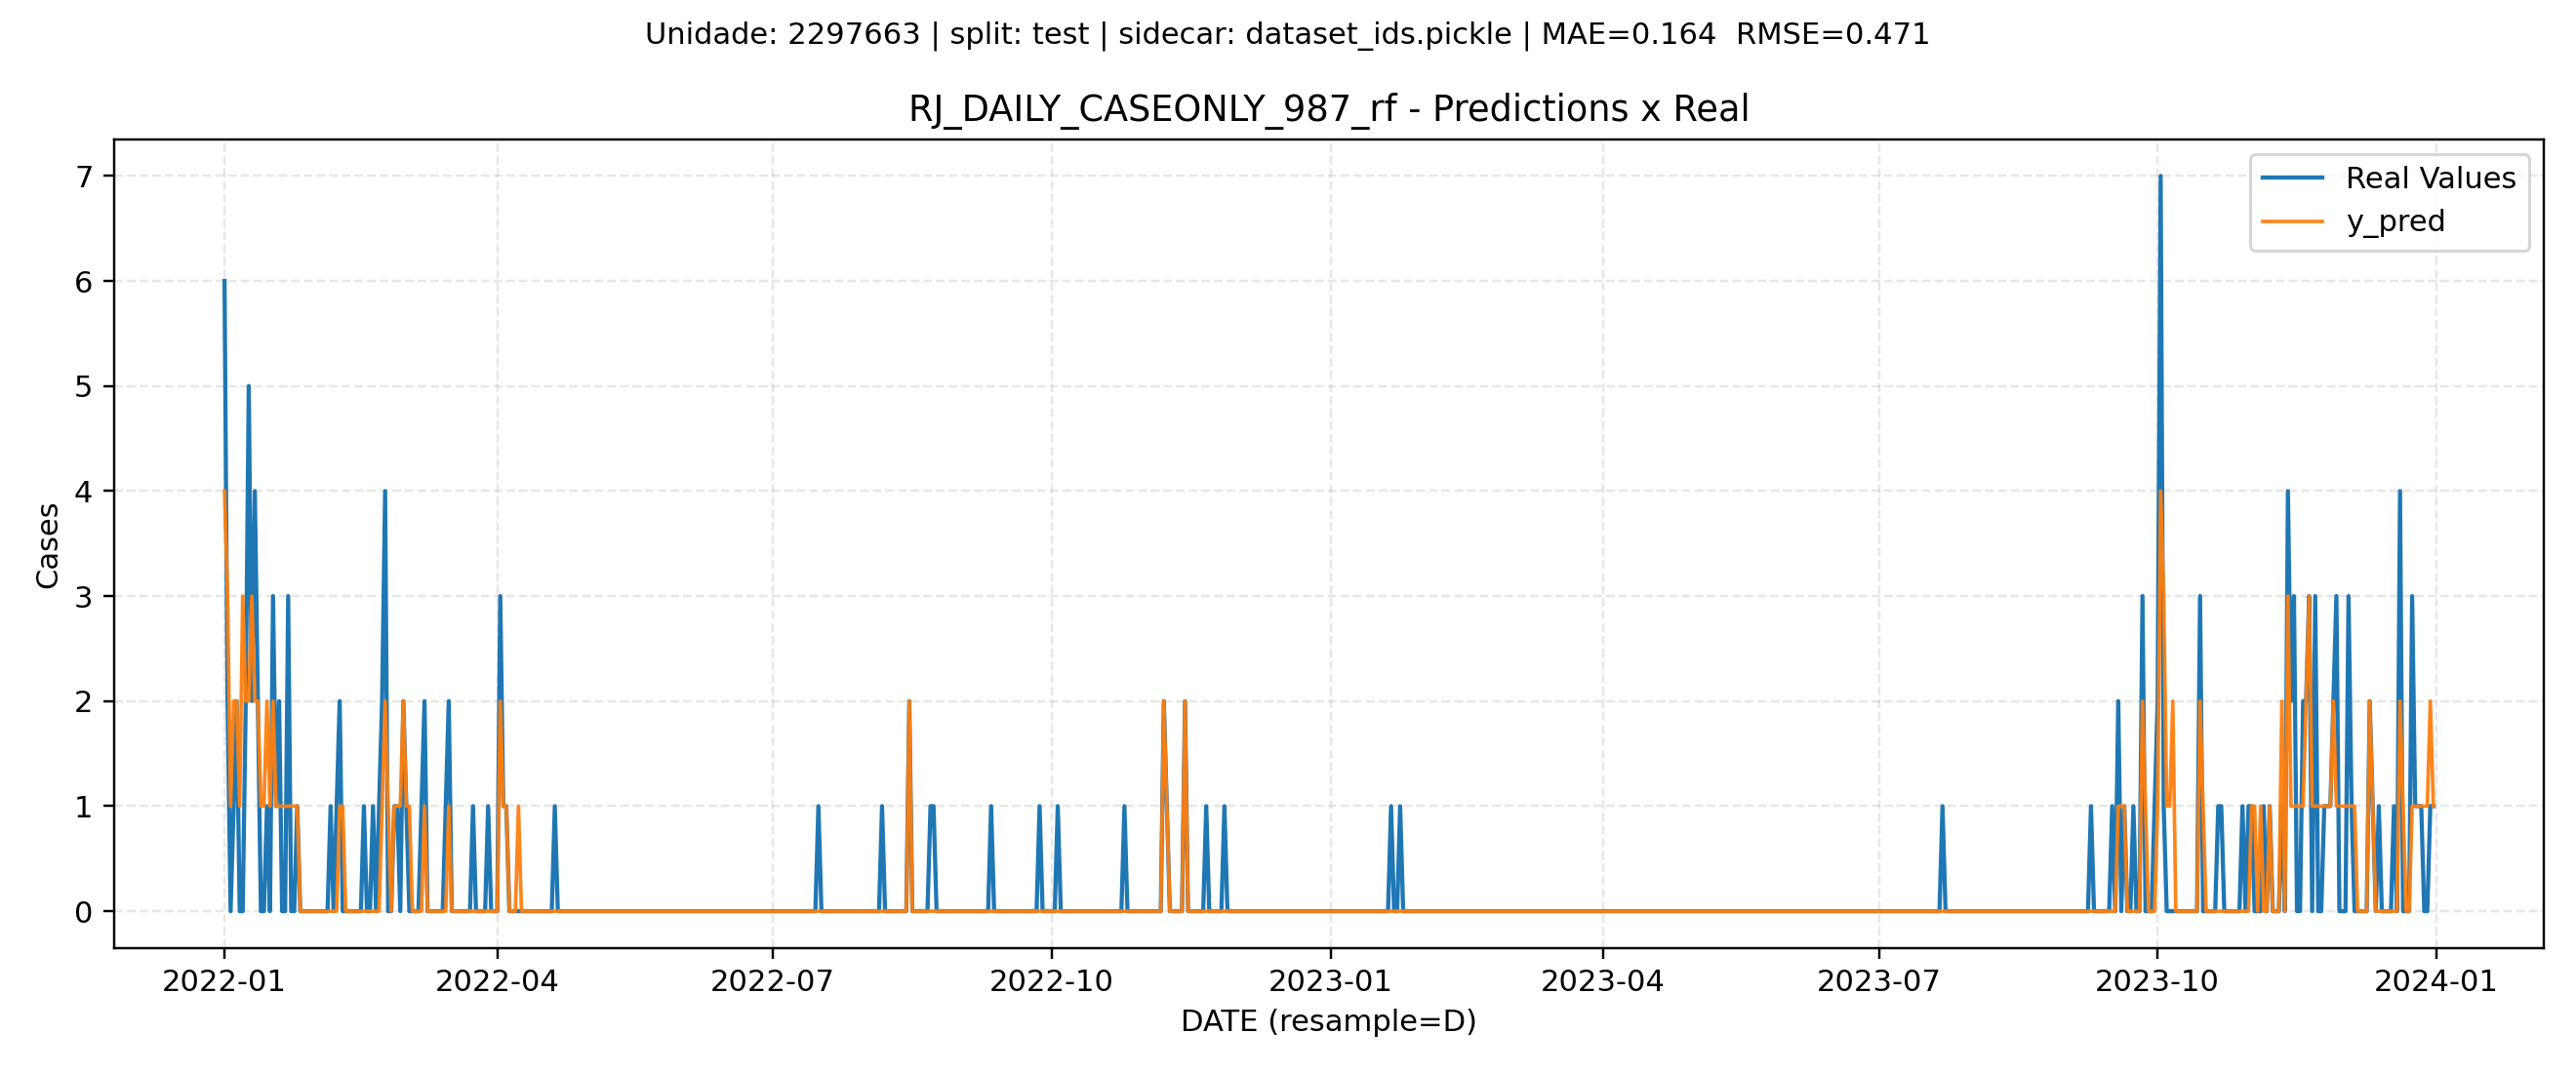 Unidade: 2297663 | split: test | sidecar: dataset_ids.pickle | MAE=0.164  RMSE=0.471
RJ_DAILY_CASEONLY_987_rf - Predictions x Real
Real Values
y_pred
7
6
5
4
3
2
1
0
Cases
2022-01 2022-04 2022-07 2022-10 2023-01 2023-04 2023-07 2023-10 2024-01
DATE (resample=D)